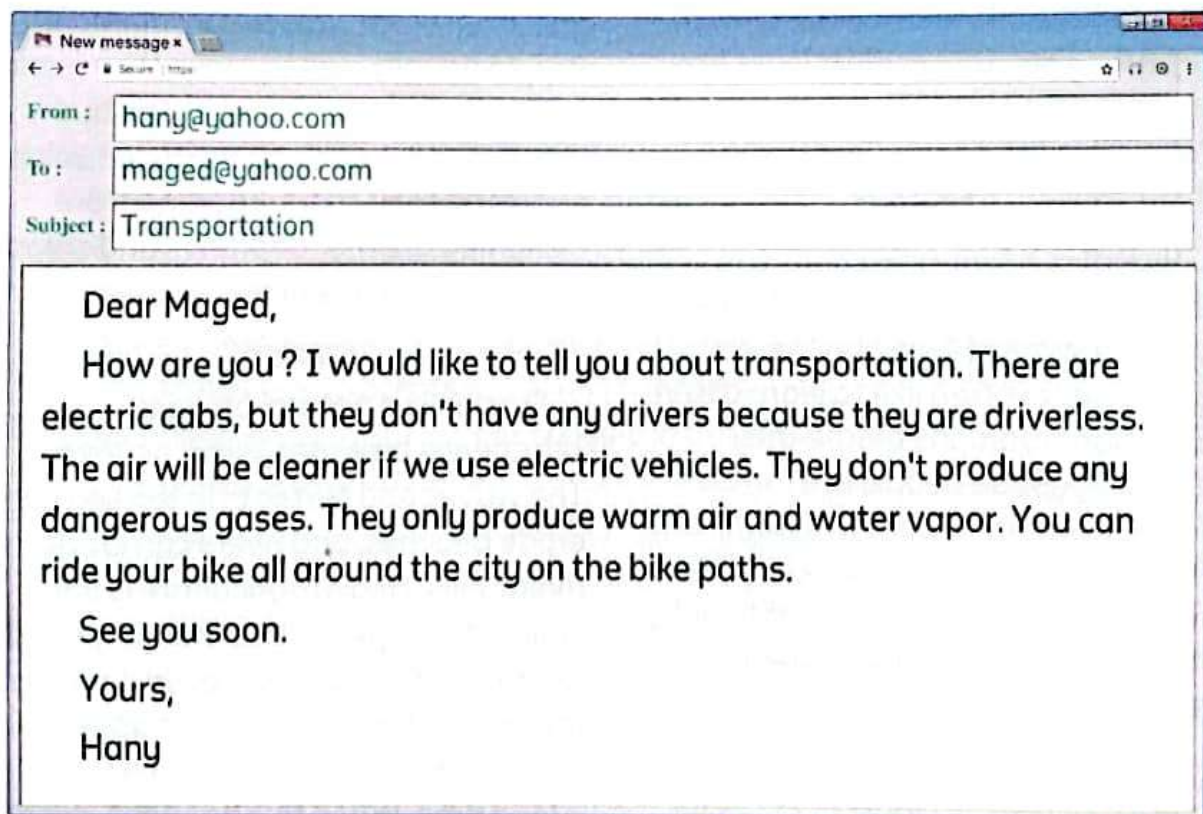 New message ×
Secure https
From :
hany@yahoo.com
To :
maged@yahoo.com
Subject :
Transportation
Dear Maged,
How are you ? I would like to tell you about transportation. There are
electric cabs, but they don't have any drivers because they are driverless.
The air will be cleaner if we use electric vehicles. They don't produce any
dangerous gases. They only produce warm air and water vapor. You can
ride your bike all around the city on the bike paths.
See you soon.
Yours,
Hany